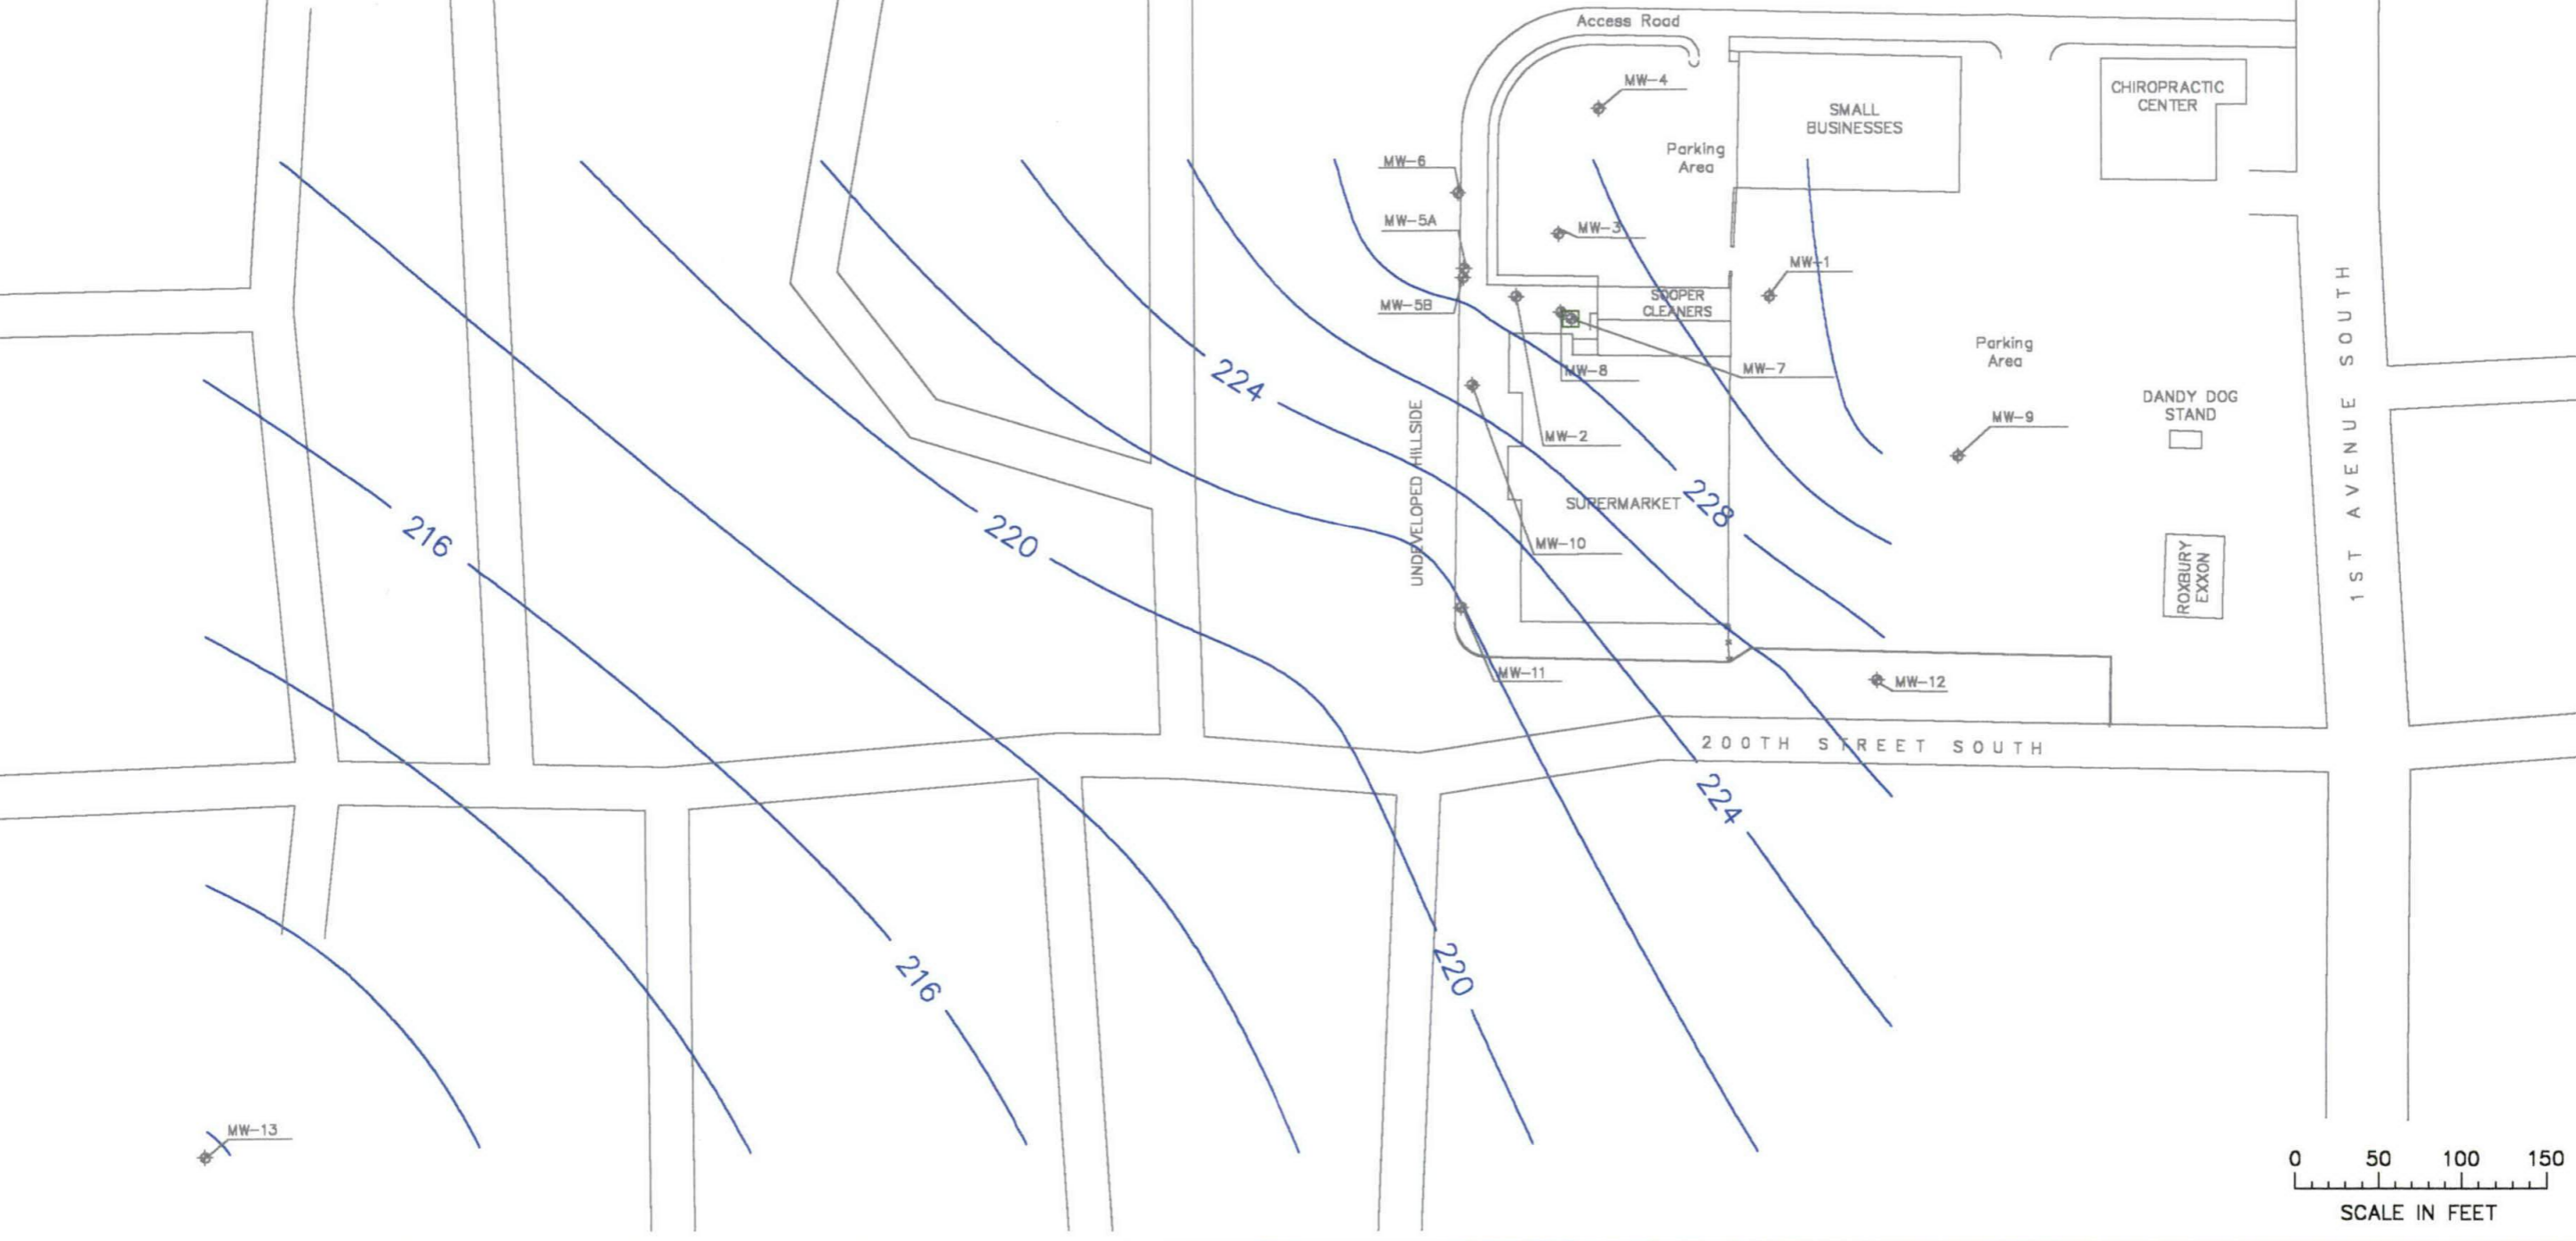 Access Road
MW-4
CHIROPRACTIC
CENTER
SMALL
BUSINESSES
Parking
Area
MW-6
MW-5A
MW-3
MW-1
MW-5B
SOOPER
CLEANERS
Parking
Area
MW-8
MW-7
224
DANDY DOG
STAND
MW-9
MW-2
UNDEVELOPED HILLSIDE
1ST AVENUE SOUTH
228
SUPERMARKET
216
220
MW-10
ROXBURY
EXXON
MW-11
MW-12
200TH STREET SOUTH
224
216
220
MW-13
0 50 100 150
SCALE IN FEET